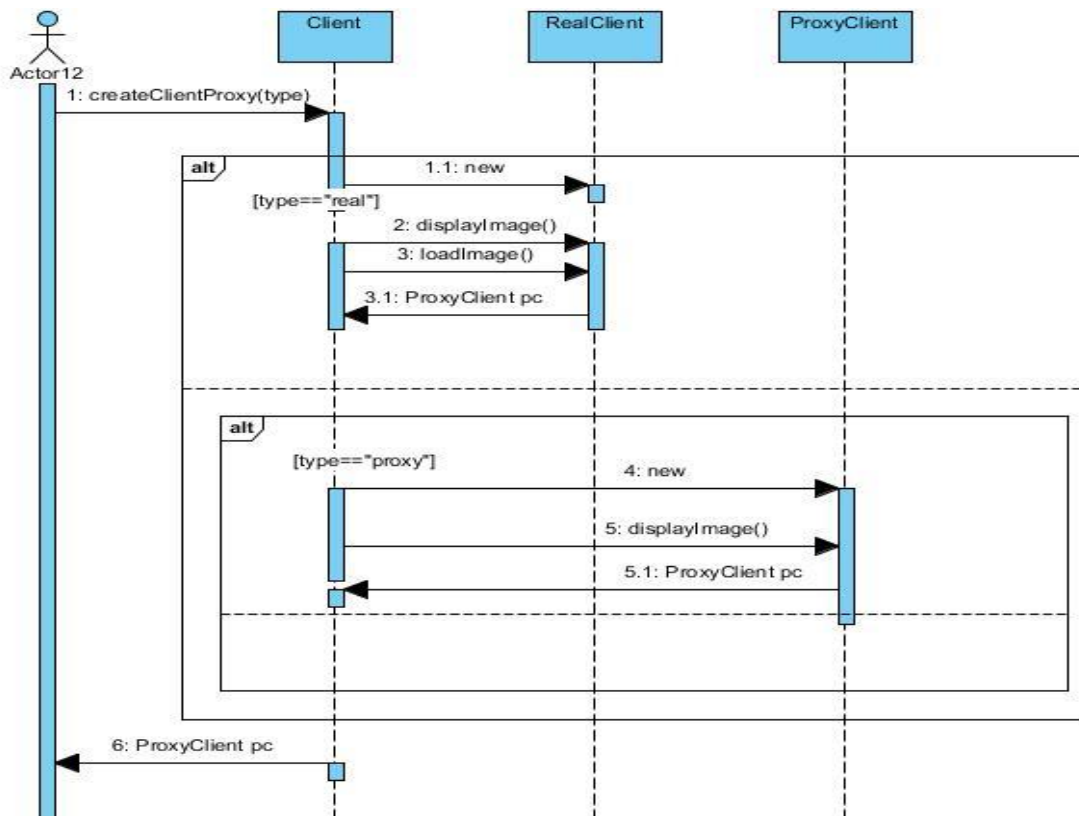 Client
RealClient
ProxyClient
Actor12
1: createClientProxy(type)
alt
1.1: new
[type=="real"]
2: displayImage()
3: loadImage()
3.1: ProxyClient pc
alt
[type=="proxy"]
4: new
5: displayImage()
5.1: ProxyClient pc
6: ProxyClient pc